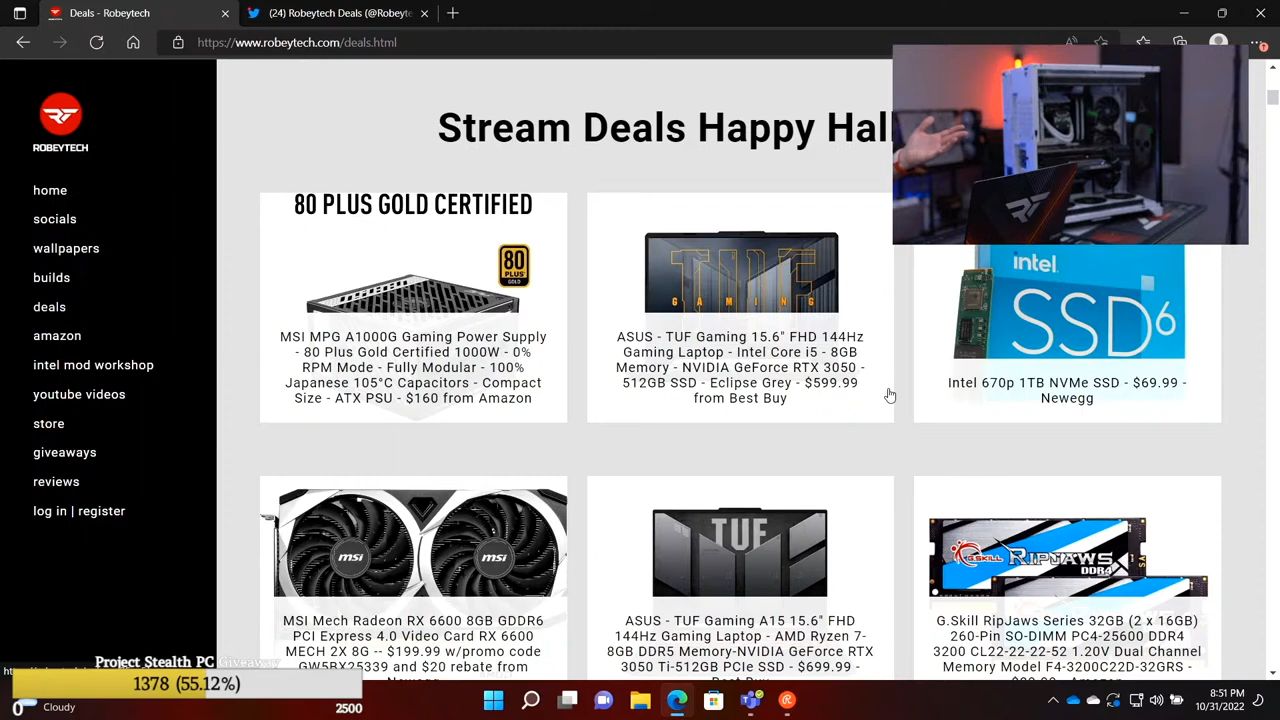 Deals - Robeytech
(24) Robeytech Deals (@Robeyte
https://www.robeytech.com/deals.html
ROBEYTECH
home
socials
wallpapers
builds
deals
amazon
intel mod workshop
youtube videos
store
giveaways
reviews
log in | register
Stream Deals Happy Hal
80 PLUS GOLD CERTIFIED
80
PLUS
GOLD
MSI MPG A1000G Gaming Power Supply
- 80 Plus Gold Certified 1000W - 0%
RPM Mode - Fully Modular - 100%
Japanese 105°C Capacitors - Compact
Size - ATX PSU - $160 from Amazon
TUF
GAMING
ASUS - TUF Gaming 15.6" FHD 144Hz
Gaming Laptop - Intel Core i5 - 8GB
Memory - NVIDIA GeForce RTX 3050 -
512GB SSD - Eclipse Grey - $599.99
from Best Buy
intel
SSD6
Intel 670p 1TB NVMe SSD - $69.99 -
Newegg
msi
msi
MSI Mech Radeon RX 6600 8GB GDDR6
PCI Express 4.0 Video Card RX 6600
MECH 2X 8G -- $199.99 w/promo code
GW5BX25339 and $20 rebate from
Newegg
TUF
ASUS - TUF Gaming A15 15.6" FHD
144Hz Gaming Laptop - AMD Ryzen 7-
8GB DDR5 Memory-NVIDIA GeForce RTX
3050 Ti-512GB PCIe SSD - $699.99 -
Best Buy
G.SKILL
RIPJAWS
DDR4
G.Skill RipJaws Series 32GB (2 x 16GB)
260-Pin SO-DIMM PC4-25600 DDR4
3200 CL22-22-22-52 1.20V Dual Channel
Memory Model F4-3200C22D-32GRS -
Amazon
Project $tealth PC Giveaway
1378 (55.12%)
0
2500
Cloudy
8:51 PM
10/31/2022